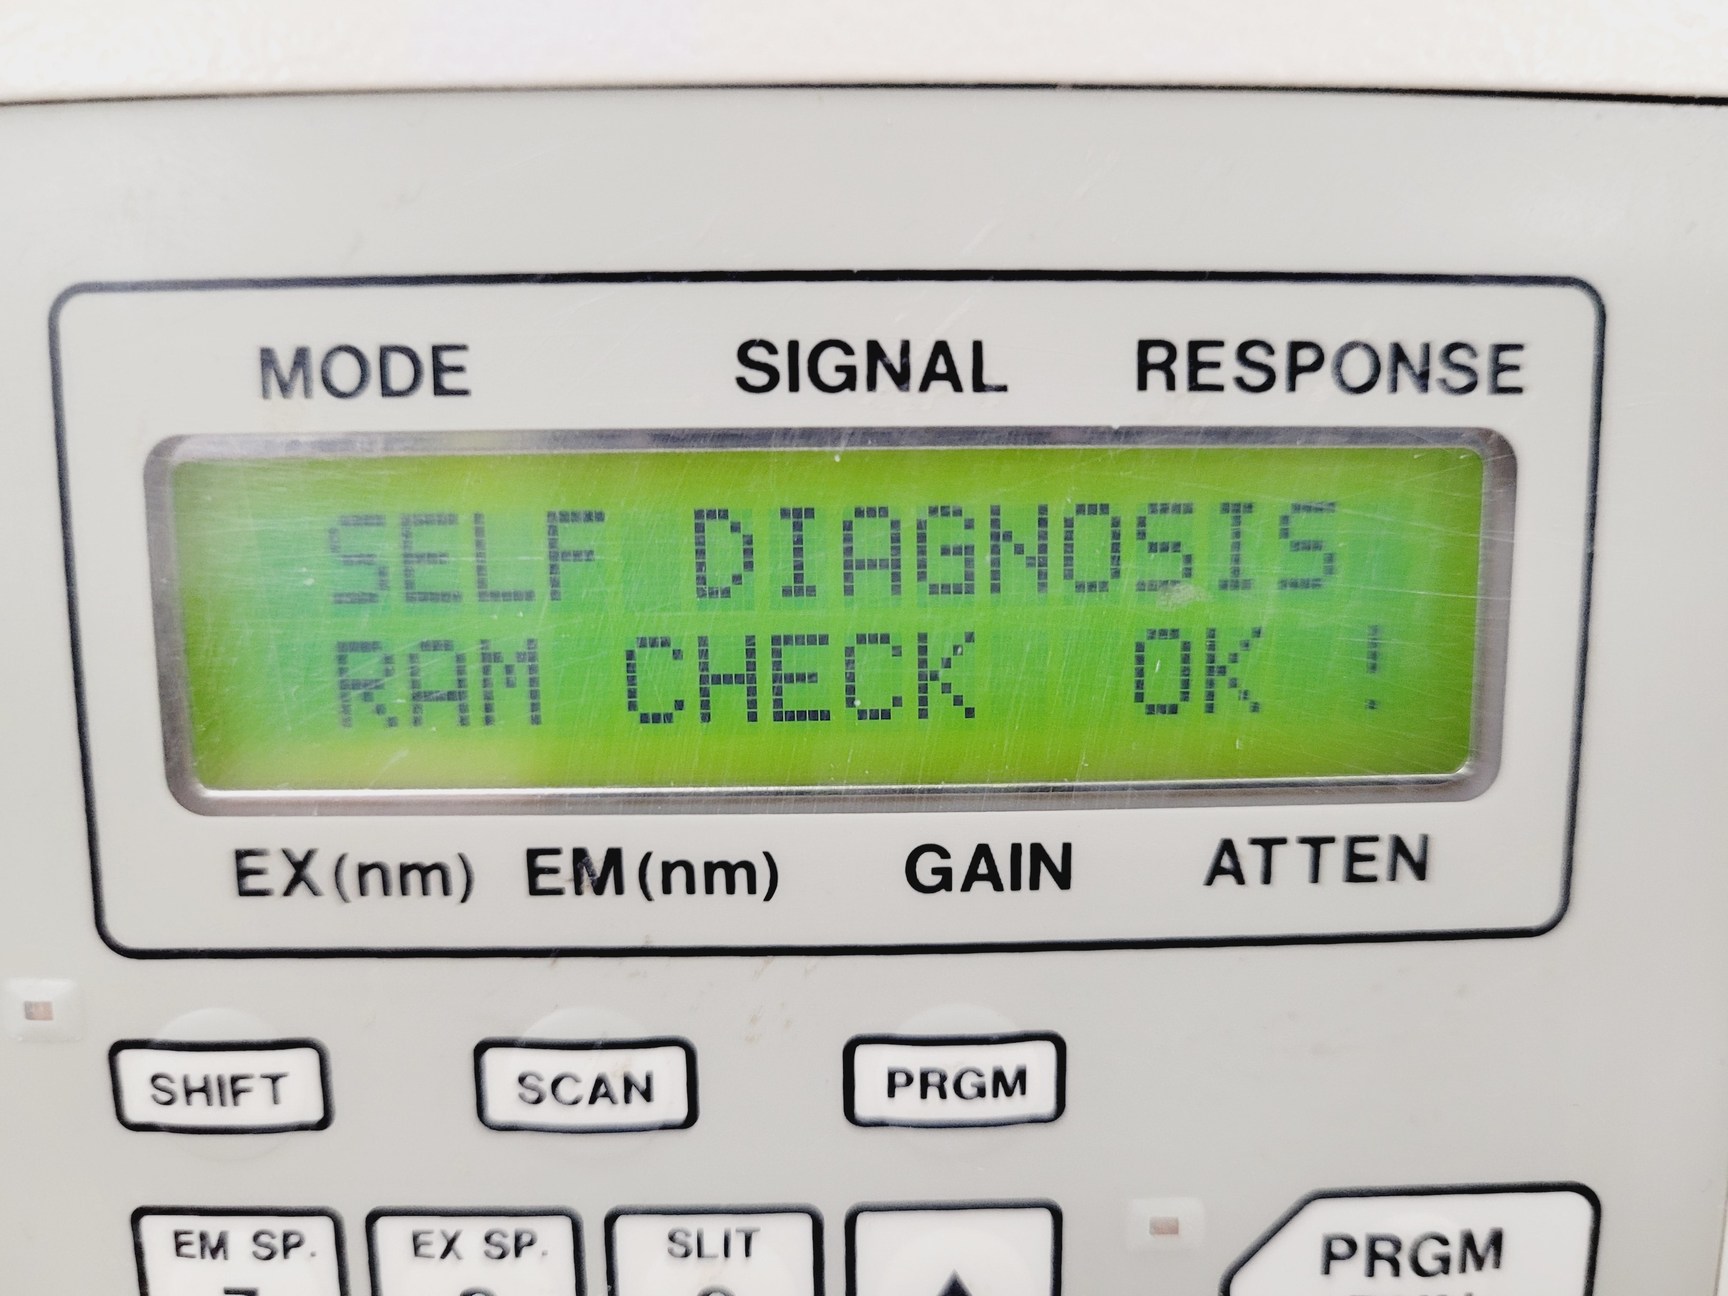 MODE SIGNAL RESPONSE
SELF DIAGNOSIS
RAM CHECK OK !
EX(nm) EM(nm) GAIN ATTEN
SHIFT SCAN PRGM
EM SP. EX SP. SLIT
PRGM